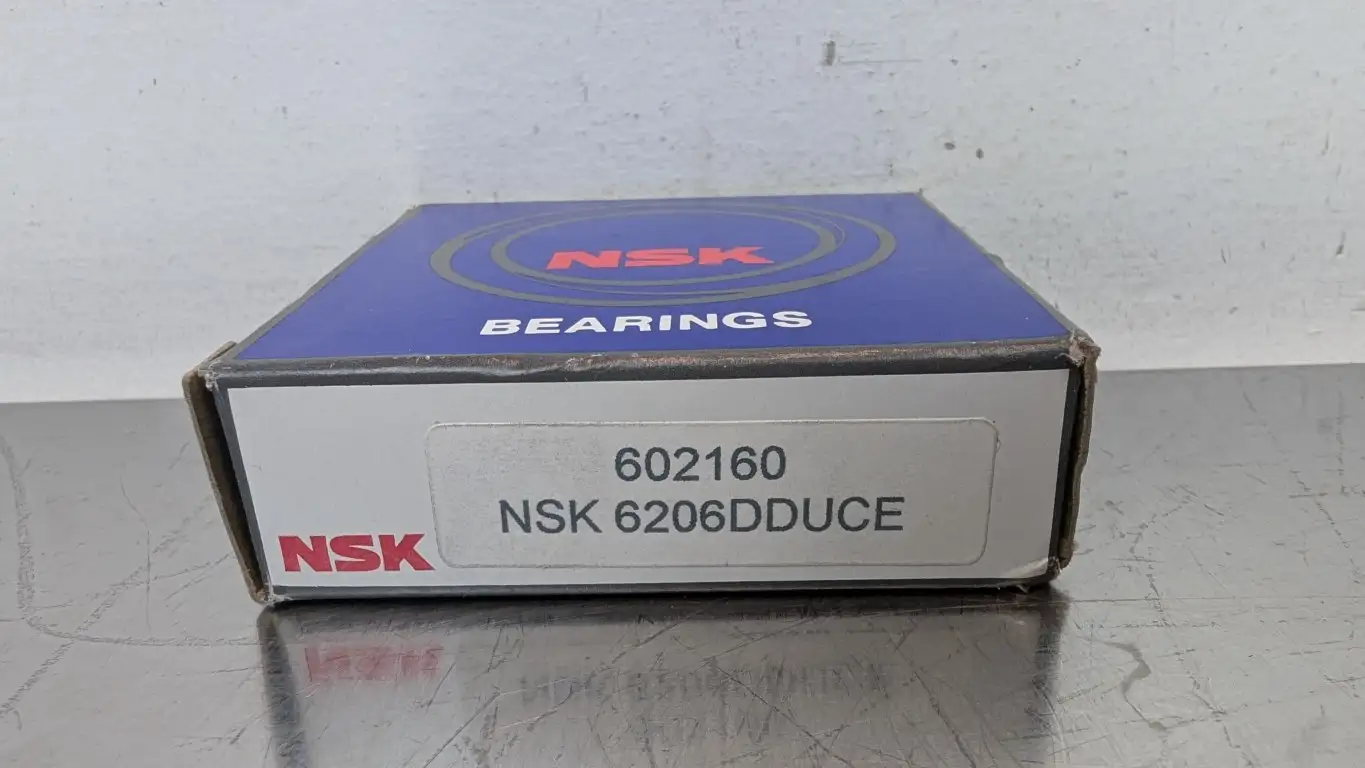 NSK
BEARINGS
602160
NSK 6206DDUCE
NSK